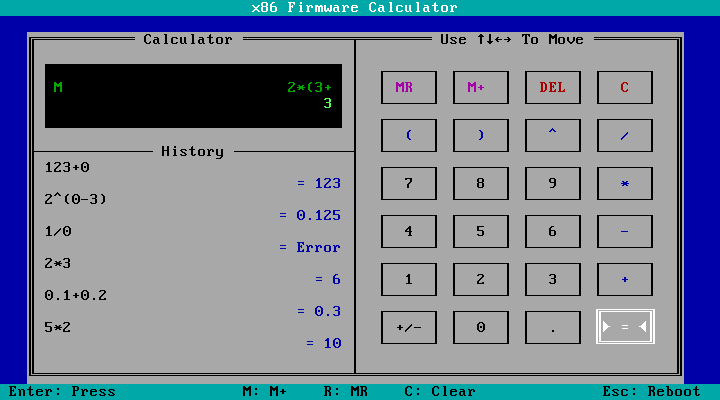 x86 Firmware Calculator
Calculator
M 2*(3+
3
History
123+0
= 123
2^(0-3)
= 0.125
1/0
= Error
2*3
= 6
0.1+0.2
= 0.3
5*2
= 10
Use ↑↓←→ To Move
MR M+ DEL C
( ) ^ /
7 8 9 *
4 5 6 -
1 2 3 +
+/- 0 . ► = ◄
Enter: Press M: M+ R: MR C: Clear Esc: Reboot